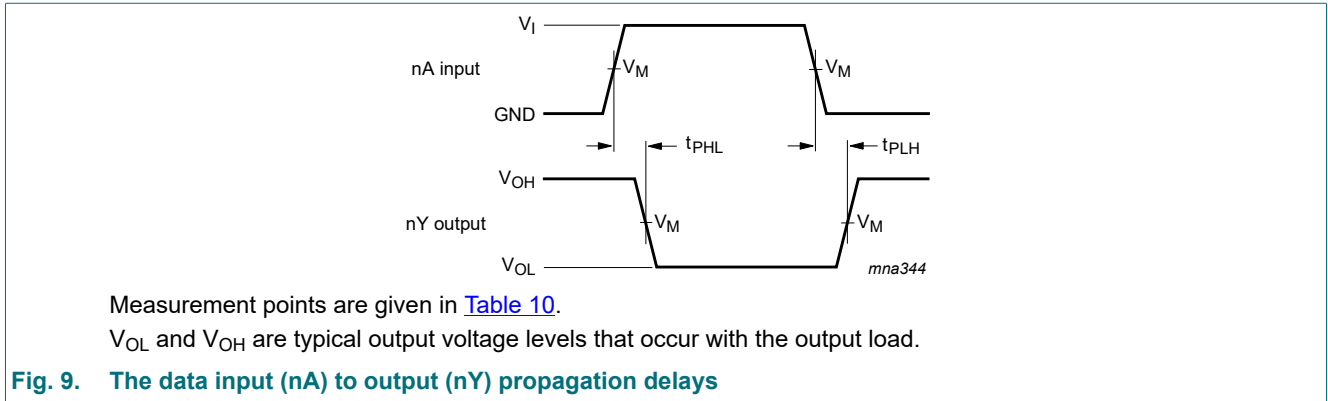 V_I
nA input
V_M
V_M
GND
t_PHL
t_PLH
V_OH
nY output
V_M
V_M
V_OL
mna344
Measurement points are given in Table 10.
V_OL and V_OH are typical output voltage levels that occur with the output load.
Fig. 9. The data input (nA) to output (nY) propagation delays